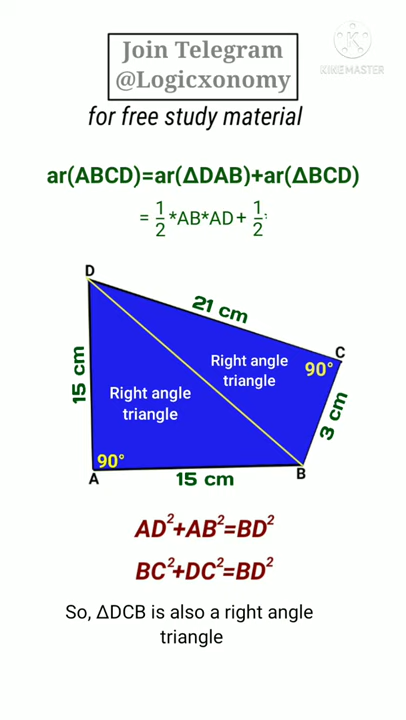 Join Telegram
@Logicxonomy
KINEMASTER
for free study material
ar(ABCD)=ar(ΔDAB)+ar(ΔBCD)
= 1/2 *AB*AD+ 1/2
D
21 cm
C
90°
Right angle
triangle
15 cm
Right angle
triangle
3 cm
90°
A
15 cm
B
AD²+AB²=BD²
BC²+DC²=BD²
So, ΔDCB is also a right angle
triangle